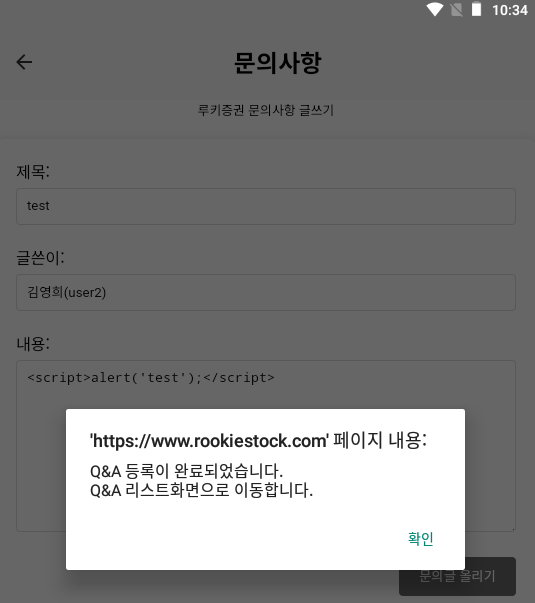 10:34
문의사항
루키증권 문의사항 글쓰기
제목:
test
글쓴이:
김영희(user2)
내용:
<script>alert('test');</script>
'https://www.rookiestock.com' 페이지 내용:
Q&A 등록이 완료되었습니다.
Q&A 리스트화면으로 이동합니다.
확인
문의글 올리기